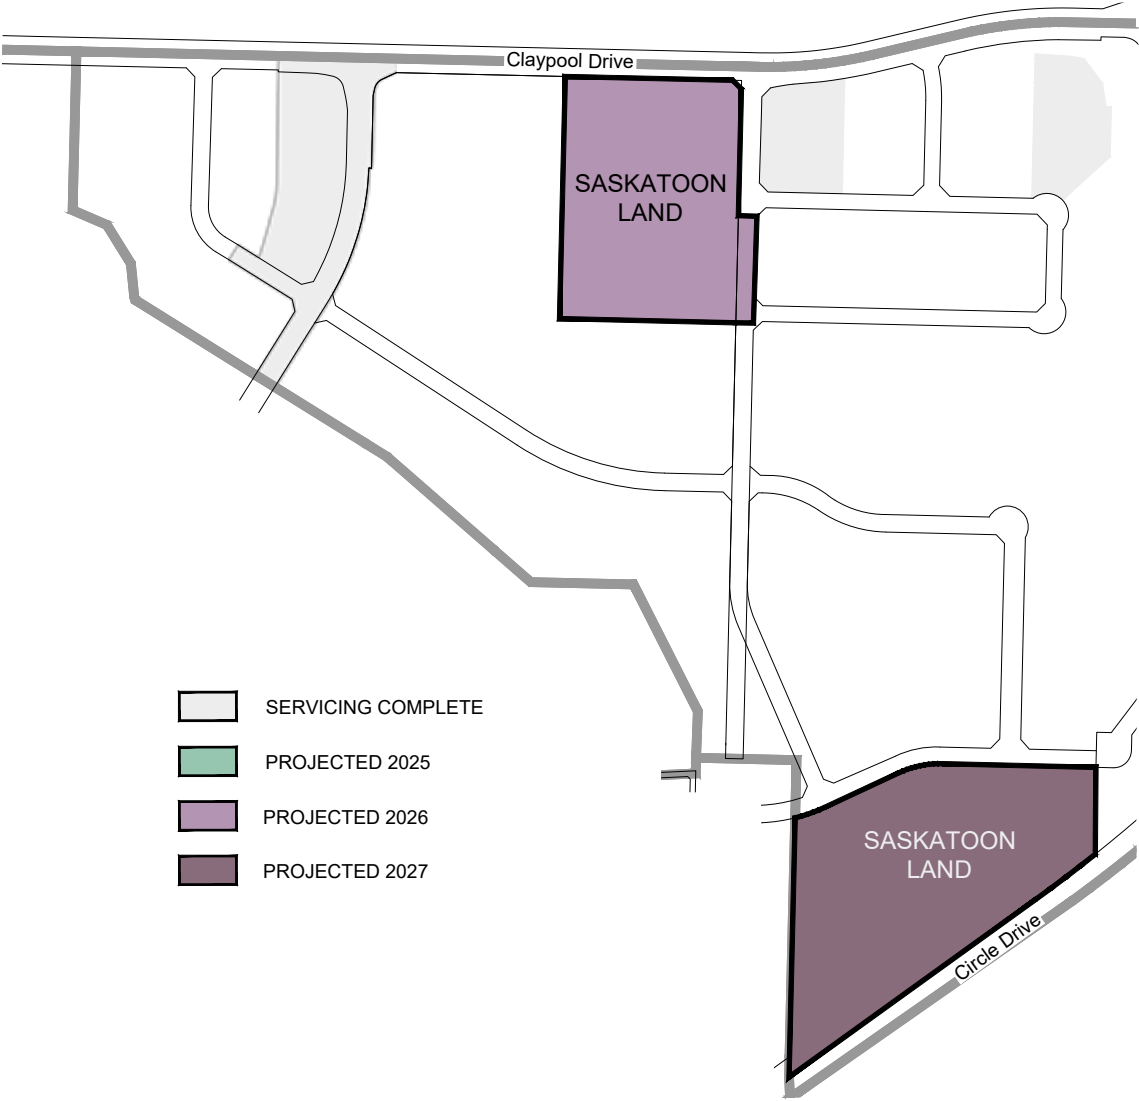 Claypool Drive
SASKATOON
LAND
SERVICING COMPLETE
PROJECTED 2025
PROJECTED 2026
PROJECTED 2027
SASKATOON
LAND
Circle Drive